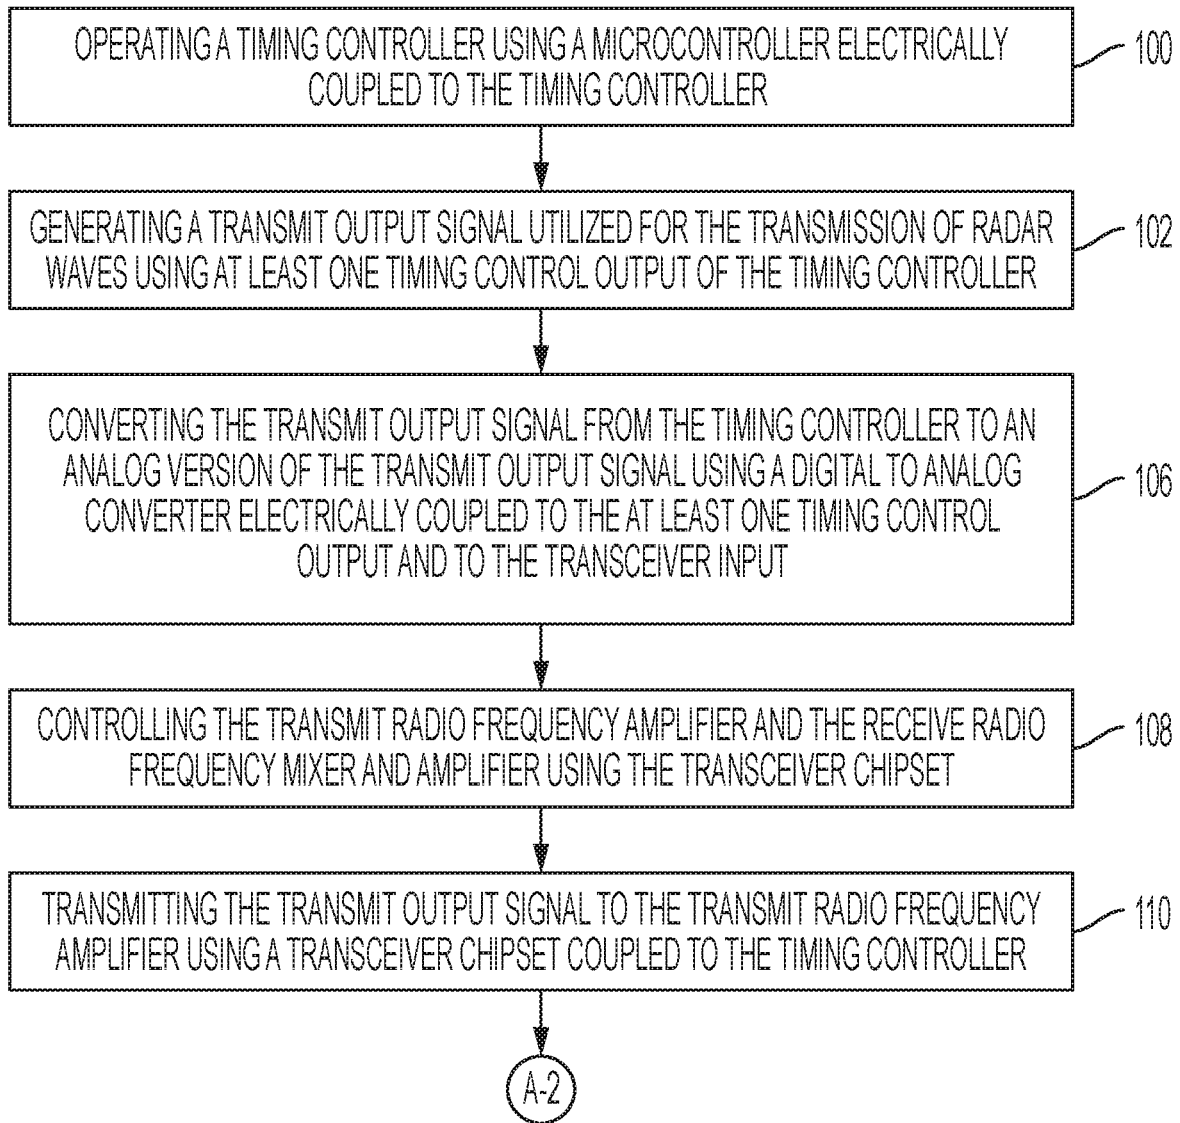 OPERATING A TIMING CONTROLLER USING A MICROCONTROLLER ELECTRICALLY
COUPLED TO THE TIMING CONTROLLER
100
GENERATING A TRANSMIT OUTPUT SIGNAL UTILIZED FOR THE TRANSMISSION OF RADAR
WAVES USING AT LEAST ONE TIMING CONTROL OUTPUT OF THE TIMING CONTROLLER
102
CONVERTING THE TRANSMIT OUTPUT SIGNAL FROM THE TIMING CONTROLLER TO AN
ANALOG VERSION OF THE TRANSMIT OUTPUT SIGNAL USING A DIGITAL TO ANALOG
CONVERTER ELECTRICALLY COUPLED TO THE AT LEAST ONE TIMING CONTROL
OUTPUT AND TO THE TRANSCEIVER INPUT
106
CONTROLLING THE TRANSMIT RADIO FREQUENCY AMPLIFIER AND THE RECEIVE RADIO
FREQUENCY MIXER AND AMPLIFIER USING THE TRANSCEIVER CHIPSET
108
TRANSMITTING THE TRANSMIT OUTPUT SIGNAL TO THE TRANSMIT RADIO FREQUENCY
AMPLIFIER USING A TRANSCEIVER CHIPSET COUPLED TO THE TIMING CONTROLLER
110
A-2